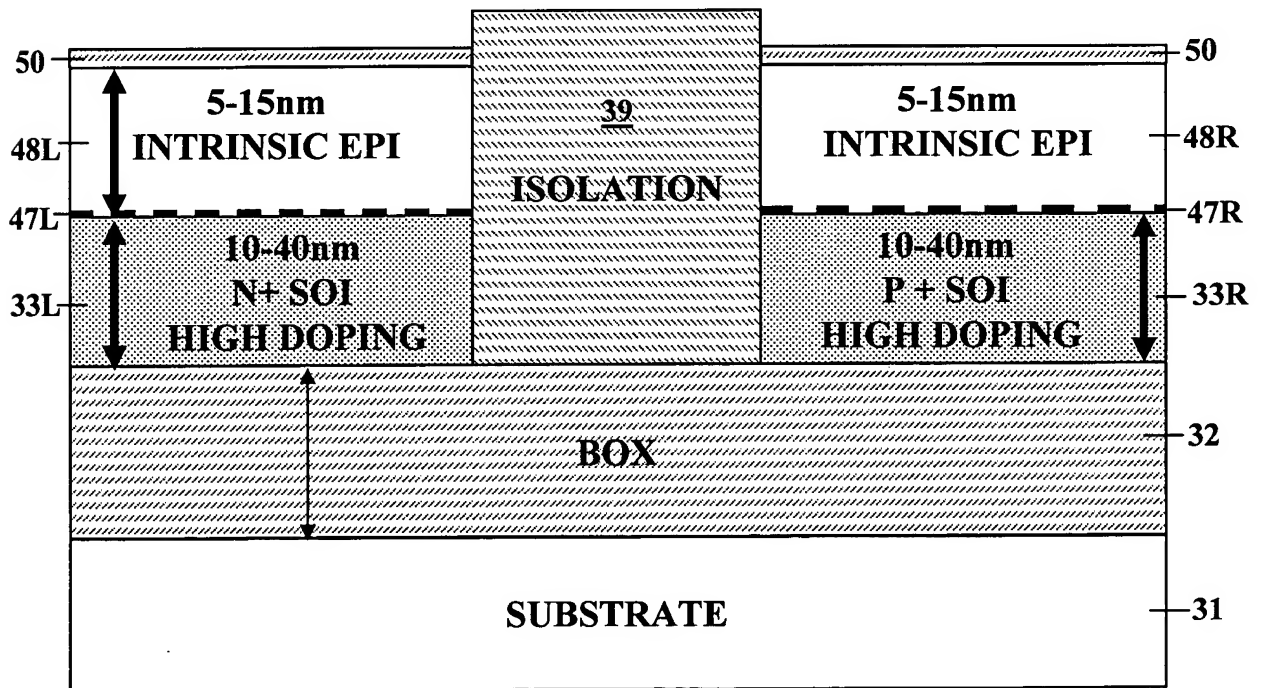 50
50
5-15nm
INTRINSIC EPI
48L
39
ISOLATION
5-15nm
INTRINSIC EPI
48R
47L
47R
10-40nm
N+ SOI
HIGH DOPING
33L
10-40nm
P + SOI
HIGH DOPING
33R
BOX
32
SUBSTRATE
31